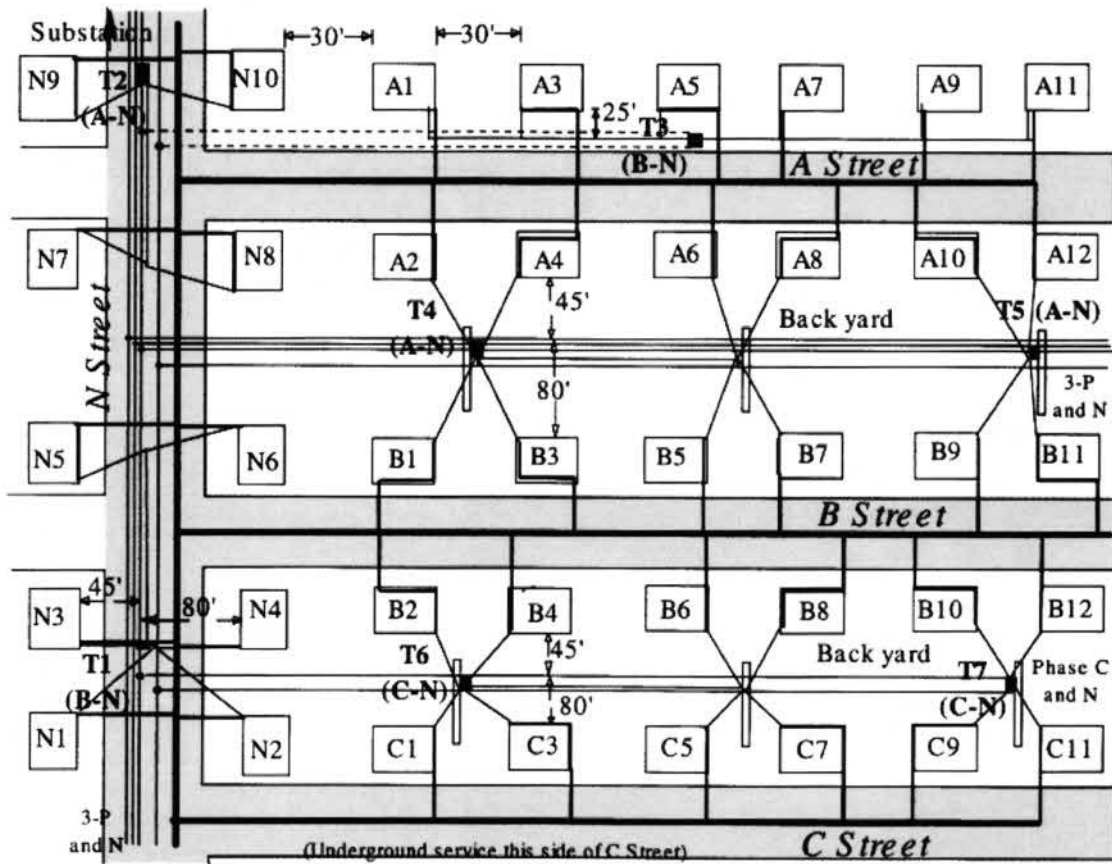 Substation
30'
30'
N9
T2
N10
A1
A3
A5
A7
A9
A11
(A-N)
25'
T3
(B-N)
A Street
N7
N8
A2
A4
A6
A8
A10
A12
N Street
45'
T4
Back yard
T5 (A-N)
(A-N)
80'
3-P
and N
N5
N6
B1
B3
B5
B7
B9
B11
B Street
45'
N3
80'
N4
B2
B4
B6
B8
B10
B12
T1
T6
45'
Back yard
T7
Phase C
and N
(B-N)
(C-N)
80'
(C-N)
N1
N2
C1
C3
C5
C7
C9
C11
3-P
and N
(Underground service this side of C Street)
C Street